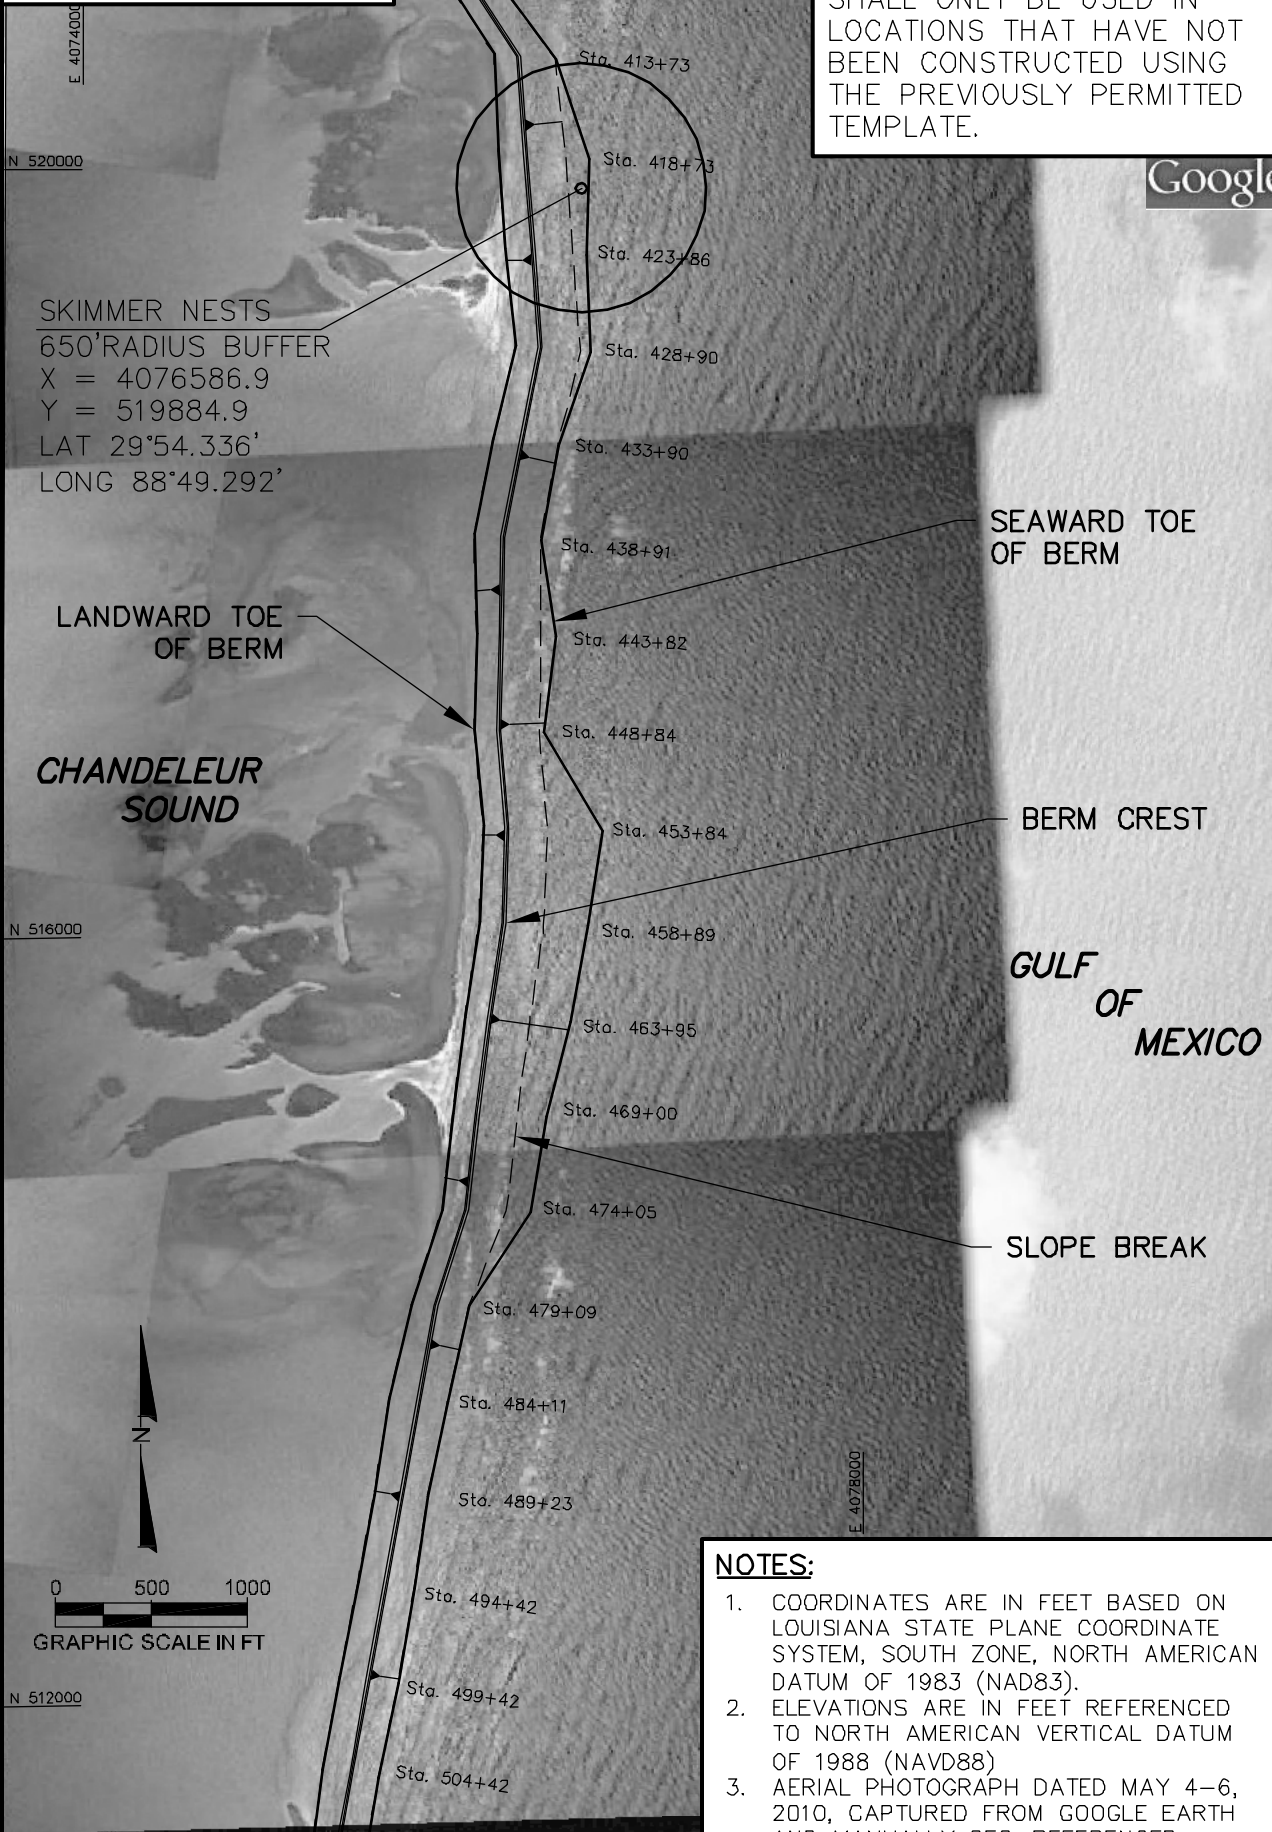 E 4074000
SHALL ONLY BE USED IN
LOCATIONS THAT HAVE NOT
BEEN CONSTRUCTED USING
THE PREVIOUSLY PERMITTED
TEMPLATE.
Sta. 413+73
N 520000
Sta. 418+73
Google
Sta. 423+86
SKIMMER NESTS
650'RADIUS BUFFER
X = 4076586.9
Y = 519884.9
LAT 29°54.336'
LONG 88°49.292'
Sta. 428+90
Sta. 433+90
SEAWARD TOE
OF BERM
Sta. 438+91
LANDWARD TOE
OF BERM
Sta. 443+82
Sta. 448+84
CHANDELEUR
SOUND
BERM CREST
Sta. 453+84
N 516000
Sta. 458+89
GULF
OF
MEXICO
Sta. 463+95
Sta. 469+00
Sta. 474+05
SLOPE BREAK
Sta. 479+09
Sta. 484+11
N
E 4078000
Sta. 489+23
0 500 1000
GRAPHIC SCALE IN FT
Sta. 494+42
N 512000
Sta. 499+42
Sta. 504+42
NOTES:
1. COORDINATES ARE IN FEET BASED ON
LOUISIANA STATE PLANE COORDINATE
SYSTEM, SOUTH ZONE, NORTH AMERICAN
DATUM OF 1983 (NAD83).
2. ELEVATIONS ARE IN FEET REFERENCED
TO NORTH AMERICAN VERTICAL DATUM
OF 1988 (NAVD88)
3. AERIAL PHOTOGRAPH DATED MAY 4-6,
2010, CAPTURED FROM GOOGLE EARTH